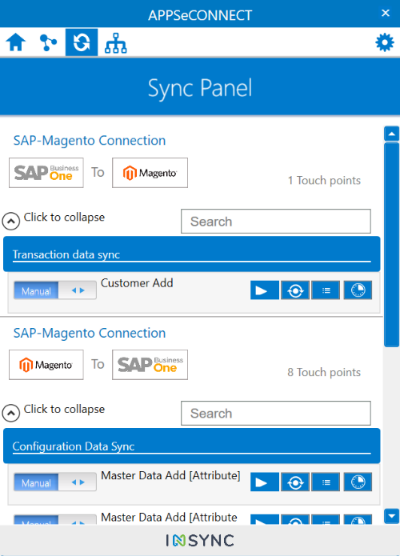 APPSeCONNECT
Sync Panel
SAP-Magento Connection
SAP Business One To Magento
1 Touch points
Click to collapse Search
Transaction data sync
Manual Customer Add
SAP-Magento Connection
Magento To SAP Business One
8 Touch points
Click to collapse Search
Configuration Data Sync
Manual Master Data Add [Attribute]
Manual Master Data Add [Attribute
INSYNC